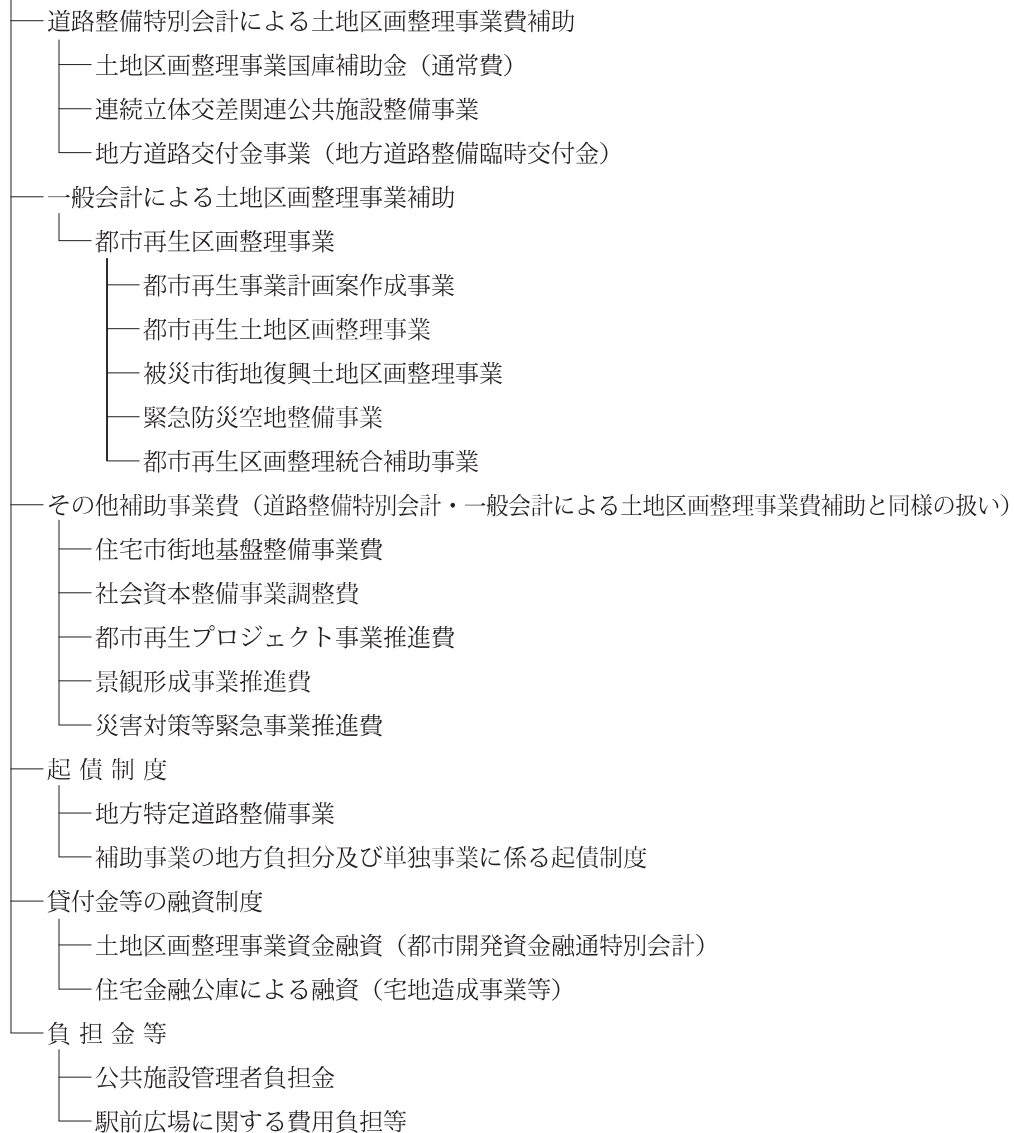 道路整備特別会計による土地区画整理事業費補助
土地区画整理事業国庫補助金（通常費）
連続立体交差関連公共施設整備事業
地方道路交付金事業（地方道路整備臨時交付金）
一般会計による土地区画整理事業補助
都市再生区画整理事業
都市再生事業計画案作成事業
都市再生土地区画整理事業
被災市街地復興土地区画整理事業
緊急防災空地整備事業
都市再生区画整理統合補助事業
その他補助事業費（道路整備特別会計・一般会計による土地区画整理事業費補助と同様の扱い）
住宅市街地基盤整備事業費
社会資本整備事業調整費
都市再生プロジェクト事業推進費
景観形成事業推進費
災害対策等緊急事業推進費
起債制度
地方特定道路整備事業
補助事業の地方負担分及び単独事業に係る起債制度
貸付金等の融資制度
土地区画整理事業資金融資（都市開発資金融通特別会計）
住宅金融公庫による融資（宅地造成事業等）
負担金等
公共施設管理者負担金
駅前広場に関する費用負担等